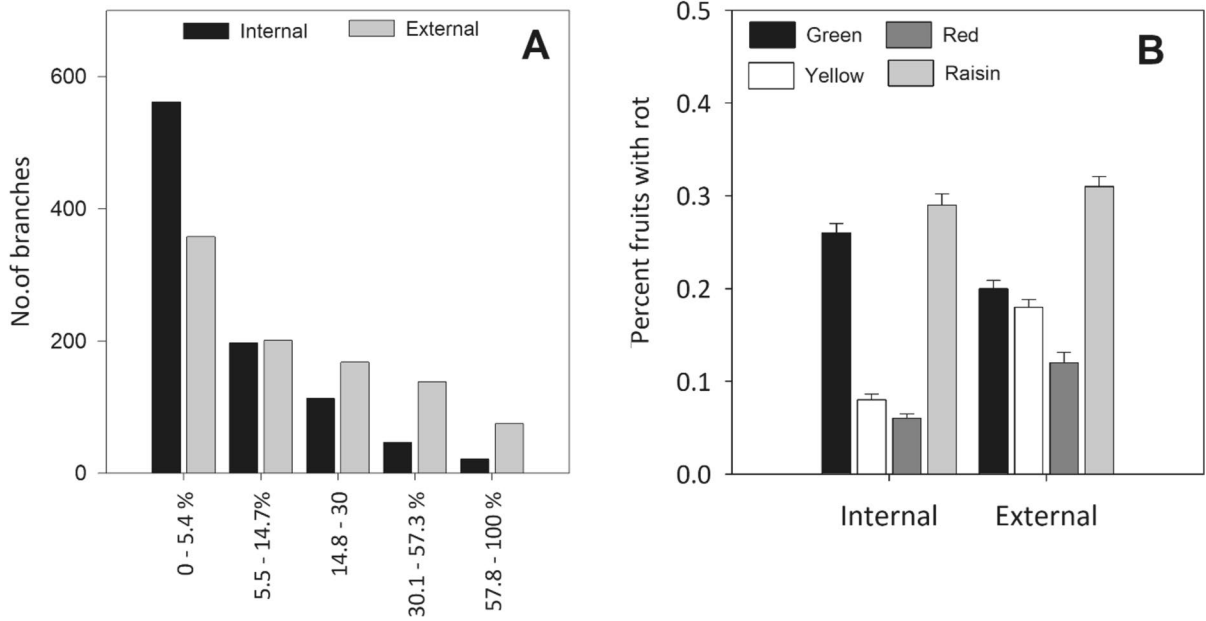 Internal
External
A
600
400
200
0
No.of branches
0 - 5.4 %
5.5 - 14.7%
14.8 - 30
30.1 - 57.3 %
57.8 - 100 %
Green
Red
Yellow
Raisin
B
0.5
0.4
0.3
0.2
0.1
0.0
Percent fruits with rot
Internal
External